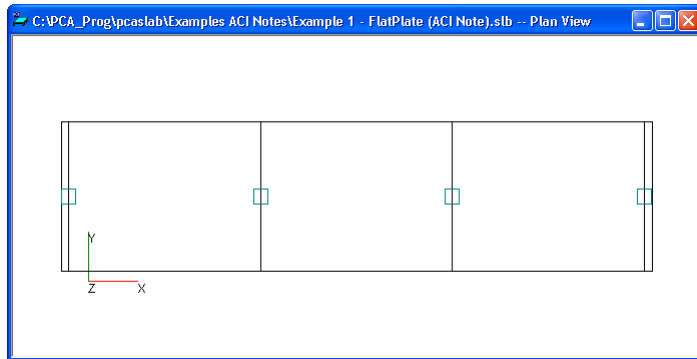 C:\PCA_Prog\pcaslab\Examples ACI Notes\Example 1 - FlatPlate (ACI Note).slb -- Plan View
Y
Z X